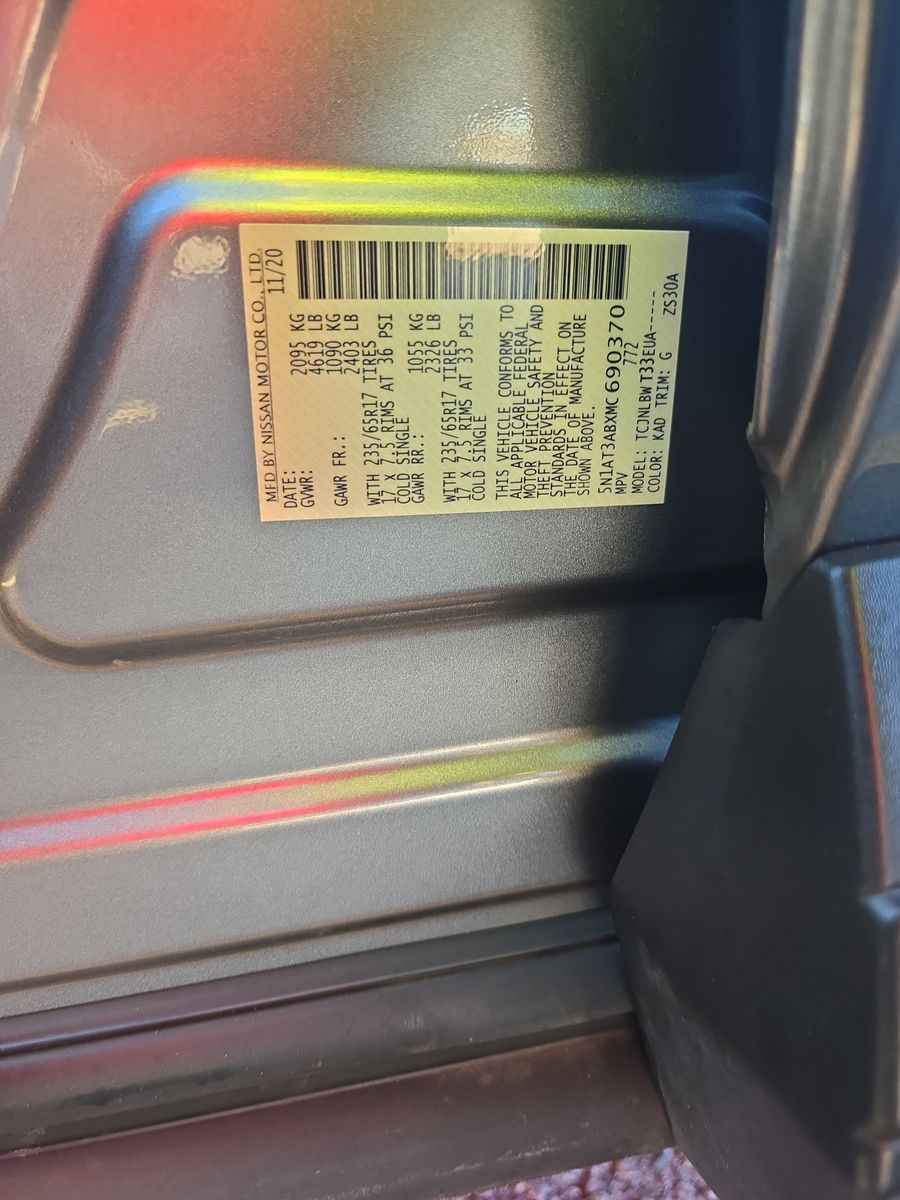 MFD BY NISSAN MOTOR CO., LTD.
DATE: 11/20
GVWR: 2095 KG
4619 LB
GAWR FR.: 1090 KG
2403 LB
WITH 235/65R17 TIRES
17 X 7.5 RIMS AT 36 PSI
COLD SINGLE
GAWR RR.: 1055 KG
2326 LB
WITH 235/65R17 TIRES
17 X 7.5 RIMS AT 33 PSI
COLD SINGLE
THIS VEHICLE CONFORMS TO
ALL APPLICABLE FEDERAL
MOTOR VEHICLE SAFETY AND
THEFT PREVENTION
STANDARDS IN EFFECT ON
THE DATE OF MANUFACTURE
SHOWN ABOVE.
5N1AT3ABXMC690370
MPV 772
MODEL: TCJNLBWT33EUA-----
COLOR: KAD TRIM: G ZS30A